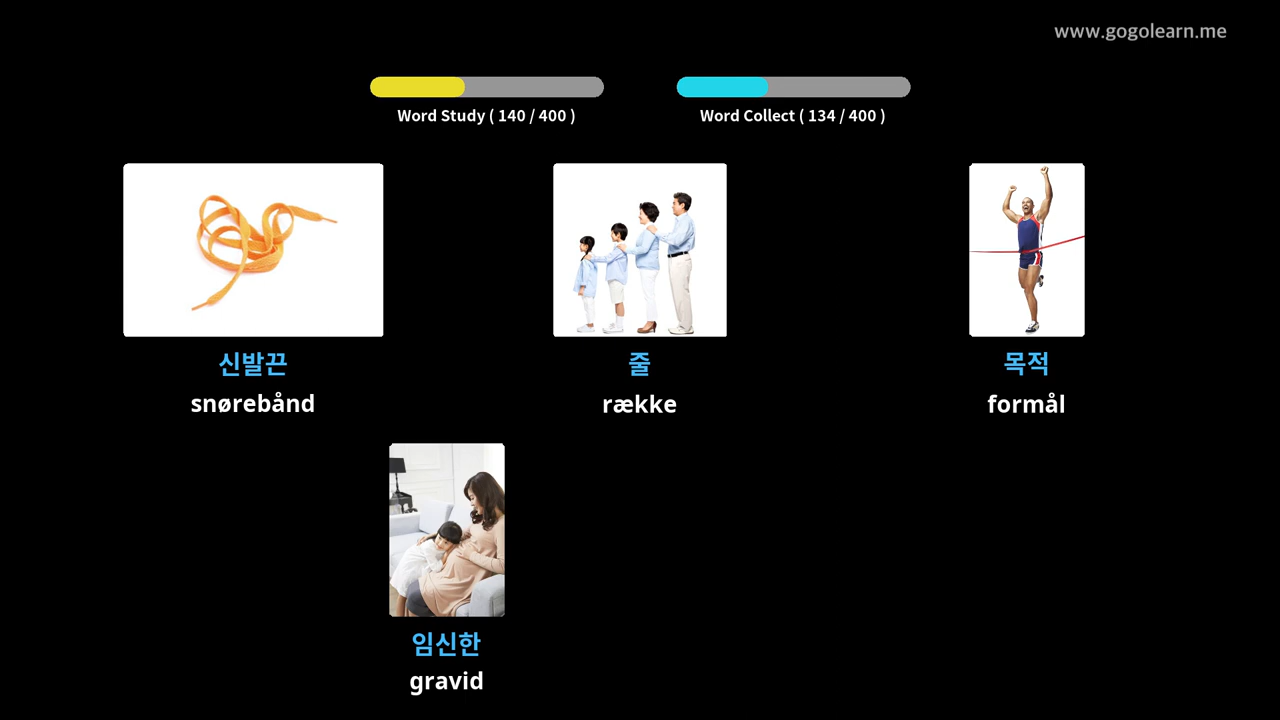 www.gogolearn.me
Word Study ( 140 / 400 )
Word Collect ( 134 / 400 )
신발끈
줄
목적
snørebånd
række
formål
임신한
gravid